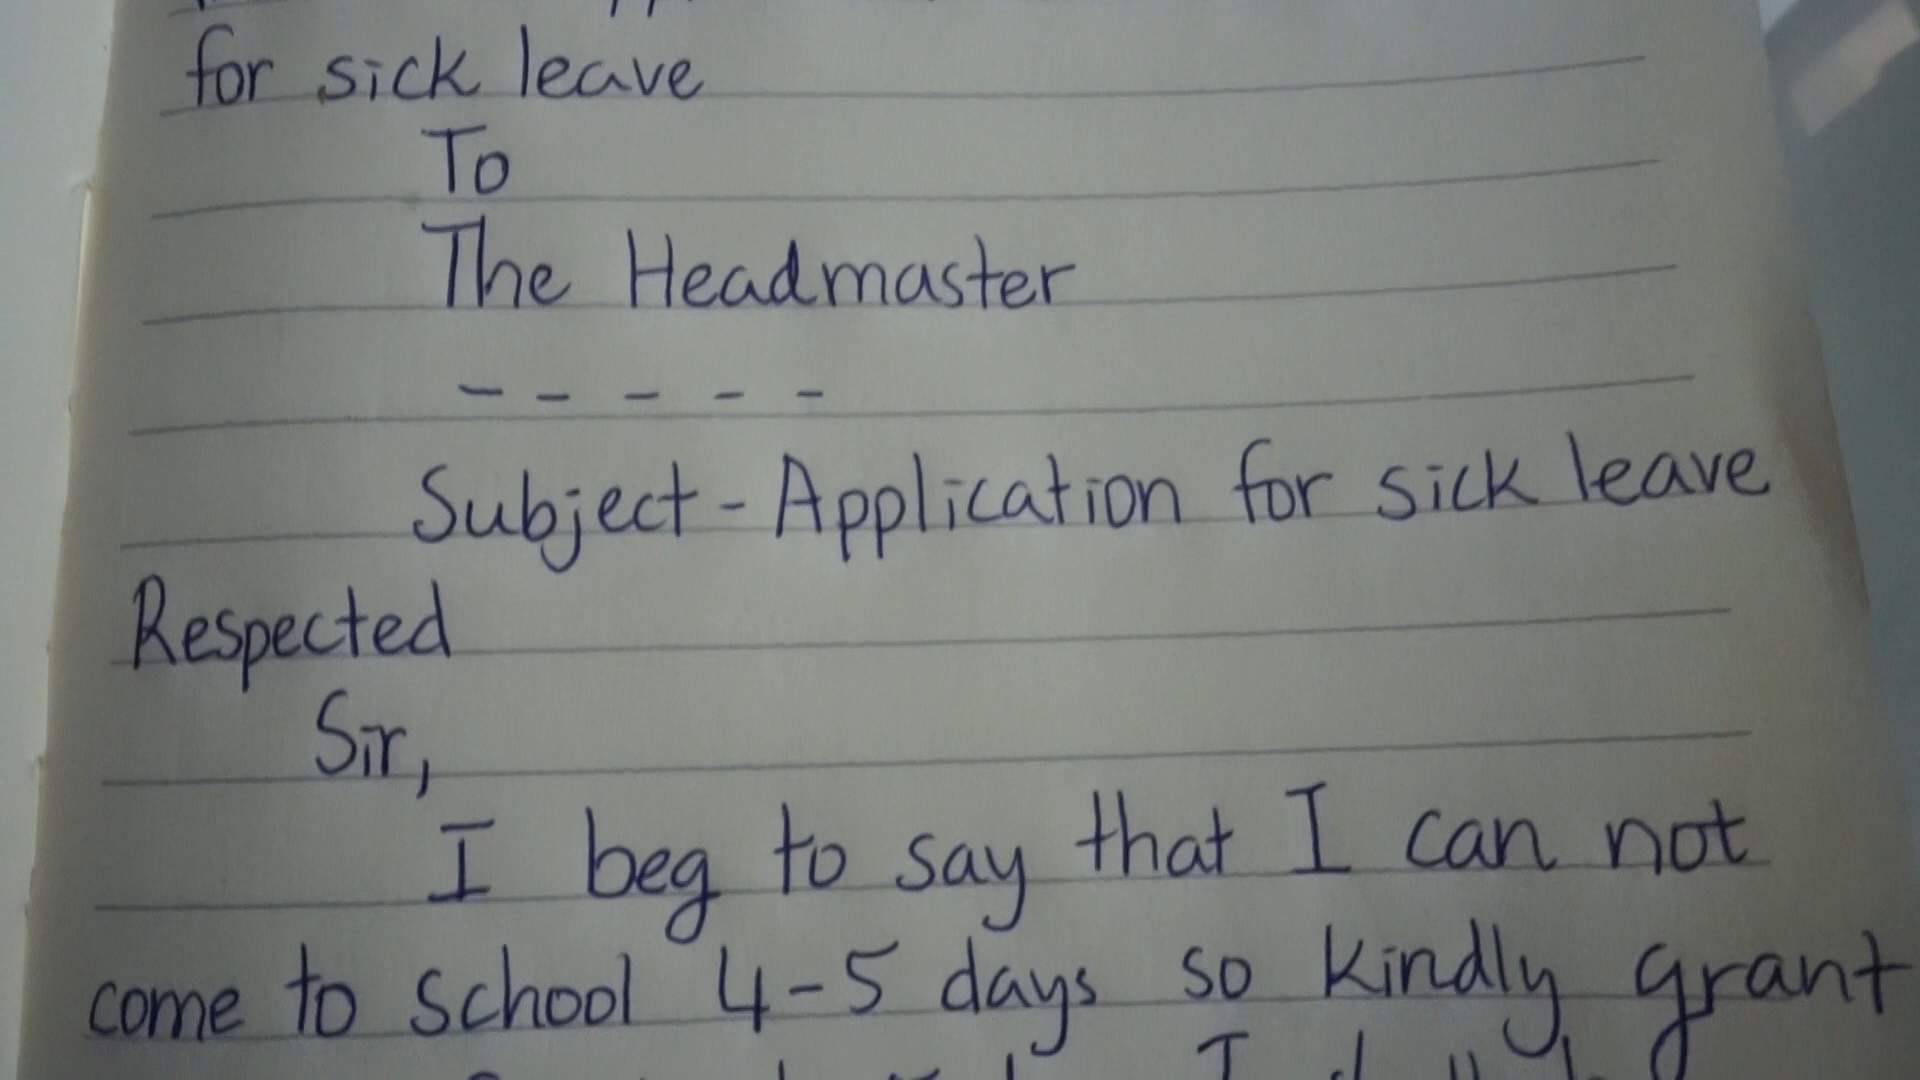 for sick leave
To
The Headmaster
- - - - -
Subject - Application for sick leave
Respected
Sir,
I beg to say that I can not
come to school 4-5 days so kindly grant